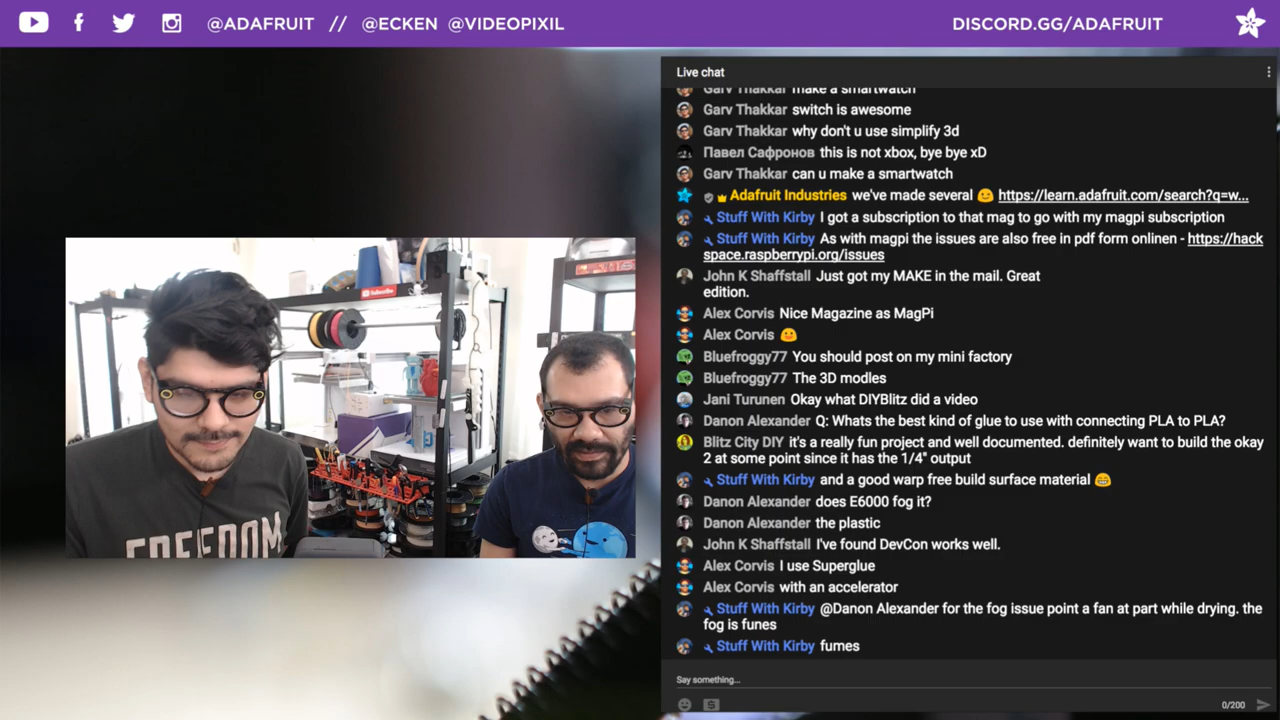 @ADAFRUIT // @ECKEN @VIDEOPIXIL
DISCORD.GG/ADAFRUIT
Live chat
Garv Thakkar make a smartwatch
Garv Thakkar switch is awesome
Garv Thakkar why don't u use simplify 3d
Павел Сафронов this is not xbox, bye bye xD
Garv Thakkar can u make a smartwatch
Adafruit Industries we've made several https://learn.adafruit.com/search?q=w...
Stuff With Kirby I got a subscription to that mag to go with my magpi subscription
Stuff With Kirby As with magpi the issues are also free in pdf form onlinen - https://hack
space.raspberrypi.org/issues
John K Shaffstall Just got my MAKE in the mail. Great
edition.
Alex Corvis Nice Magazine as MagPi
Alex Corvis
Bluefroggy77 You should post on my mini factory
Bluefroggy77 The 3D modles
Jani Turunen Okay what DIYBlitz did a video
Danon Alexander Q: Whats the best kind of glue to use with connecting PLA to PLA?
Blitz City DIY it's a really fun project and well documented. definitely want to build the okay
2 at some point since it has the 1/4" output
Stuff With Kirby and a good warp free build surface material
Danon Alexander does E6000 fog it?
Danon Alexander the plastic
John K Shaffstall I've found DevCon works well.
Alex Corvis I use Superglue
Alex Corvis with an accelerator
Stuff With Kirby @Danon Alexander for the fog issue point a fan at part while drying. the
fog is funes
Stuff With Kirby fumes
Say something...
0/200
Subscribe
FREEDOM